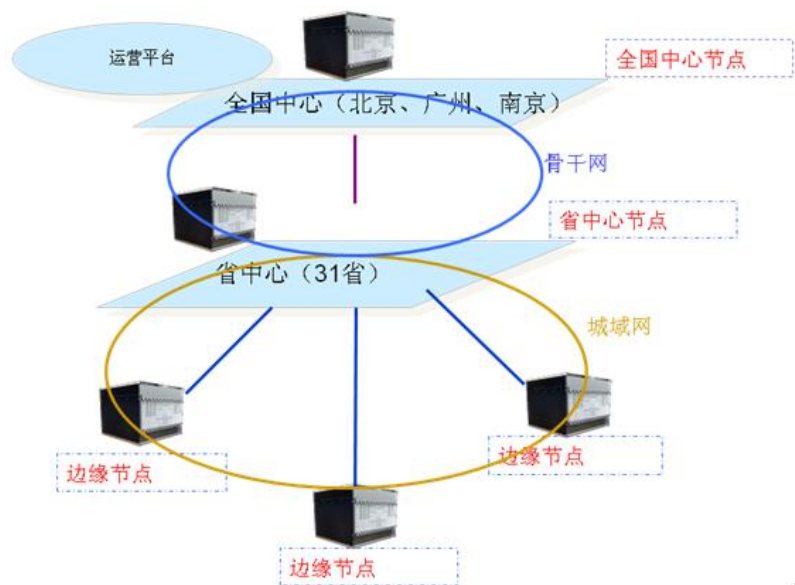 运营平台
全国中心节点
全国中心（北京、广州、南京）
骨干网
省中心节点
省中心（31省）
城域网
边缘节点
边缘节点
边缘节点